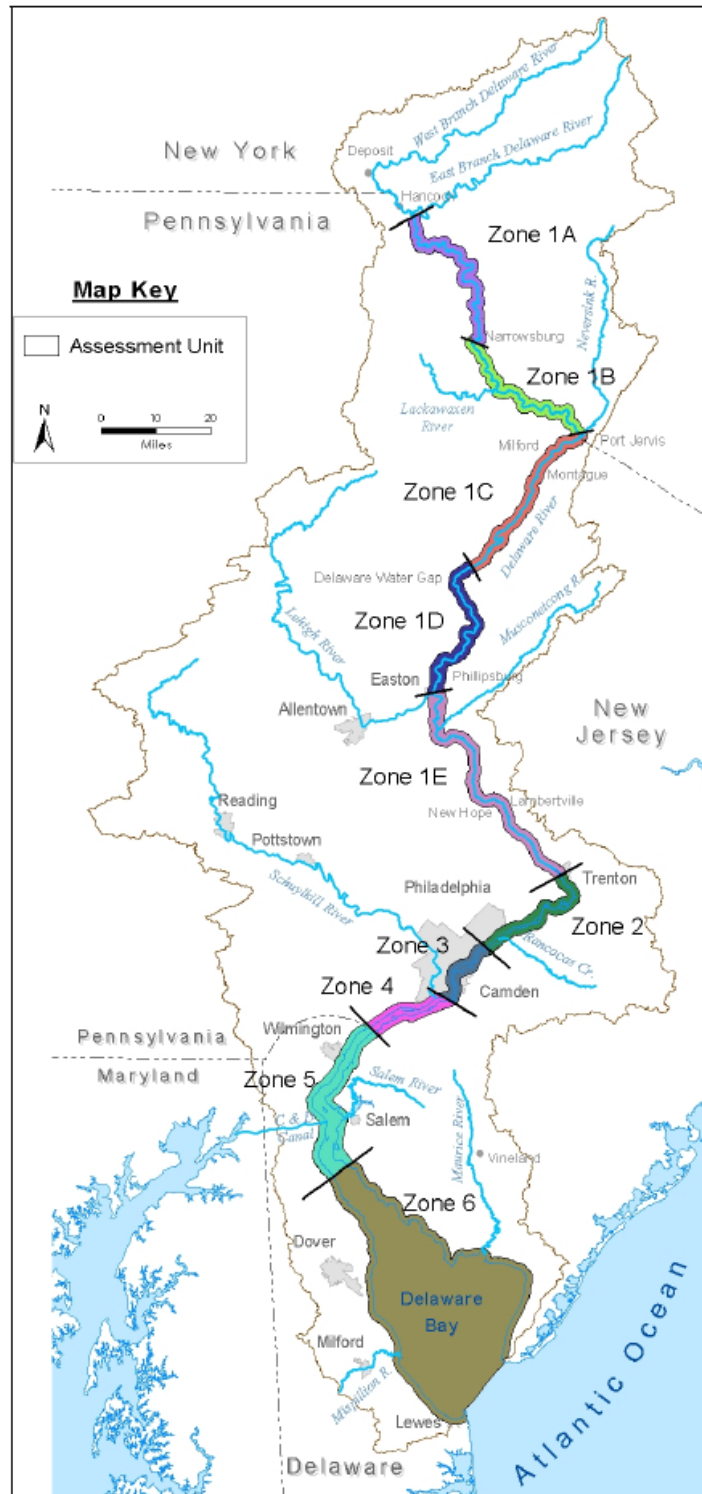 West Branch Delaware River
Deposit
New York
East Branch Delaware River
Hancock
Pennsylvania
Zone 1A
Neversink R.
Map Key
Assessment Unit
N
0 10 20
Miles
Narrowsburg
Zone 1B
Lackawaxen
River
Milford
Port Jervis
Zone 1C
Montague
Delaware River
Delaware Water Gap
Musconetcong R.
Lehigh River
Zone 1D
Easton
Phillipsburg
Allentown
New
Jersey
Zone 1E
Reading
Lambertville
New Hope
Pottstown
Trenton
Philadelphia
Schuylkill River
Zone 2
Zone 3
Rancocas Cr.
Zone 4
Camden
Wilmington
Pennsylvania
Maryland
Zone 5
Salem River
C & D
Canal
Salem
Maurice River
Vineland
Zone 6
Dover
Delaware
Bay
Milford
Mispillion R.
Lewes
Atlantic Ocean
Delaware